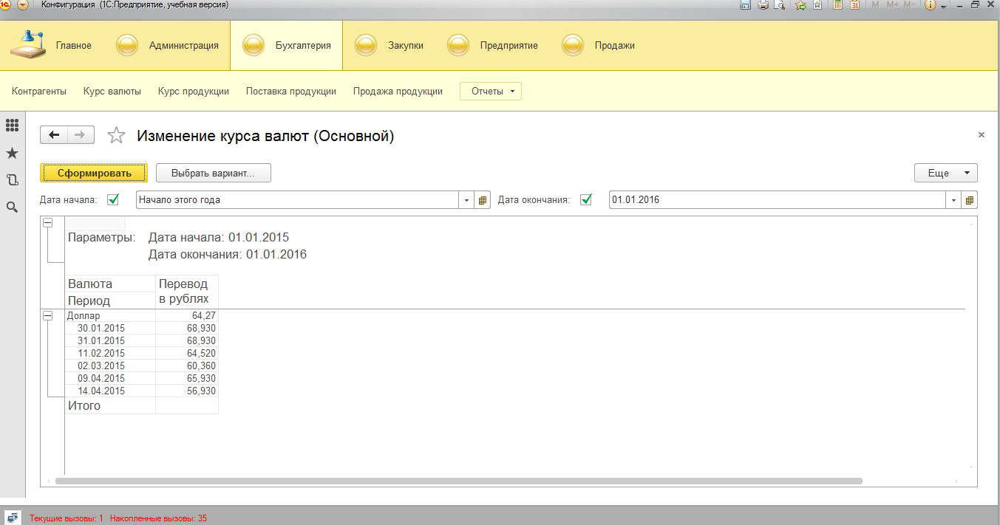 Конфигурация (1С:Предприятие, учебная версия)
M M+ M-
Главное Администрация Бухгалтерия Закупки Предприятие Продажи
Контрагенты Курс валюты Курс продукции Поставка продукции Продажа продукции Отчеты
Изменение курса валют (Основной)
Сформировать Выбрать вариант... Еще
Дата начала: Начало этого года Дата окончания: 01.01.2016
Параметры: Дата начала: 01.01.2015
Дата окончания: 01.01.2016
Валюта Перевод
Период в рублях
Доллар 64,27
30.01.2015 68,930
31.01.2015 68,930
11.02.2015 64,520
02.03.2015 60,360
09.04.2015 65,930
14.04.2015 56,930
Итого
Текущие вызовы: 1 Накопленные вызовы: 35